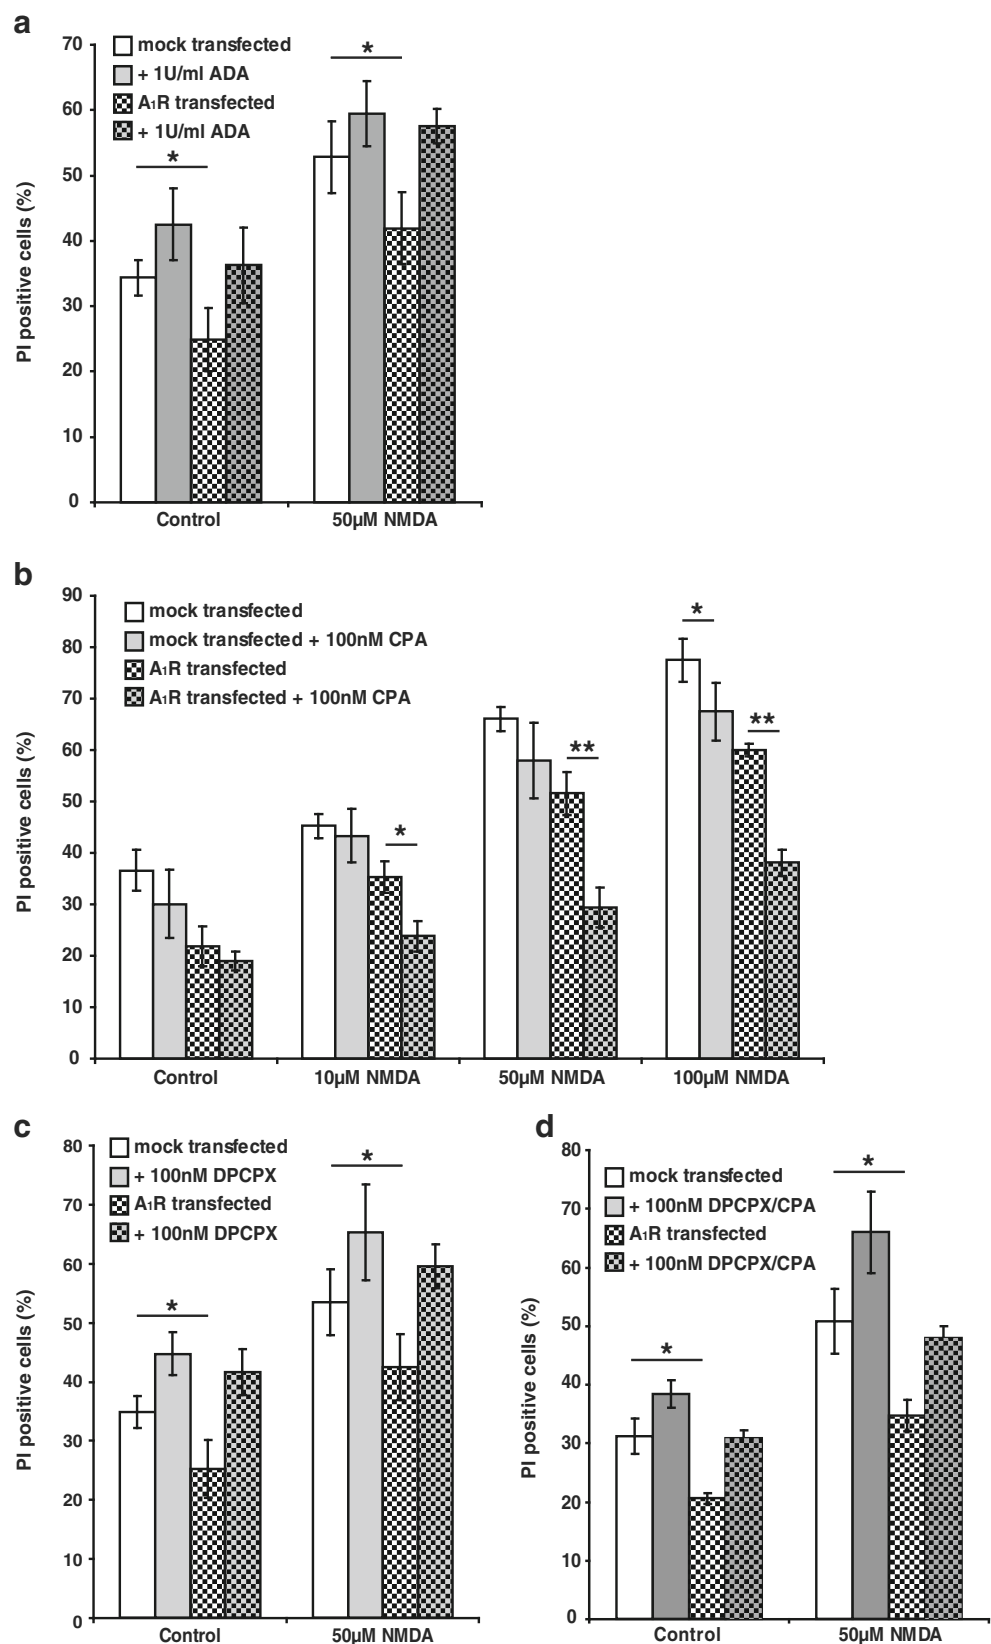 a
70
60
50
40
30
20
10
0
PI positive cells (%)
mock transfected
+ 1U/ml ADA
A1R transfected
+ 1U/ml ADA
*
*
Control
50µM NMDA
b
90
80
70
60
50
40
30
20
10
0
PI positive cells (%)
mock transfected
mock transfected + 100nM CPA
A1R transfected
A1R transfected + 100nM CPA
*
**
*
**
Control
10µM NMDA
50µM NMDA
100µM NMDA
c
80
70
60
50
40
30
20
10
0
PI positive cells (%)
mock transfected
+ 100nM DPCPX
A1R transfected
+ 100nM DPCPX
*
*
Control
50µM NMDA
d
80
70
60
50
40
30
20
10
0
PI positive cells (%)
mock transfected
+ 100nM DPCPX/CPA
A1R transfected
+ 100nM DPCPX/CPA
*
*
Control
50µM NMDA